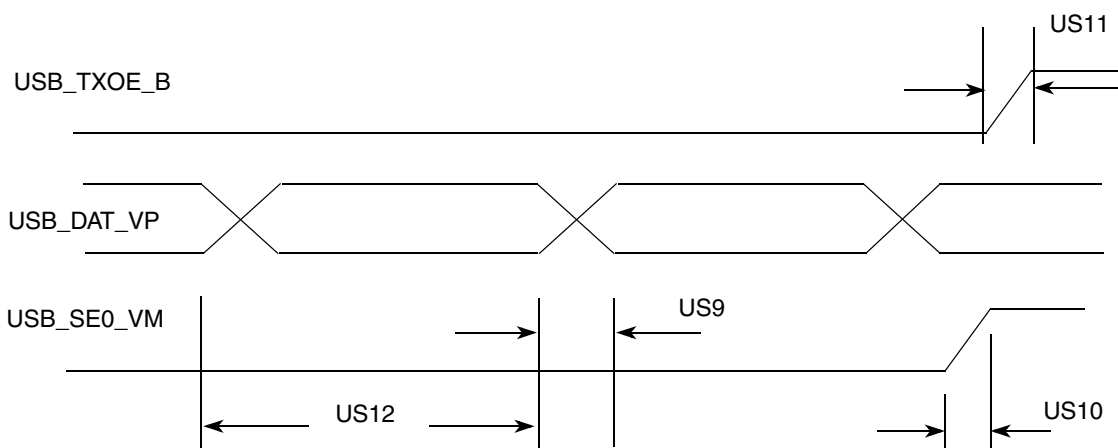 US11
USB_TXOE_B
USB_DAT_VP
USB_SE0_VM
US9
US12
US10